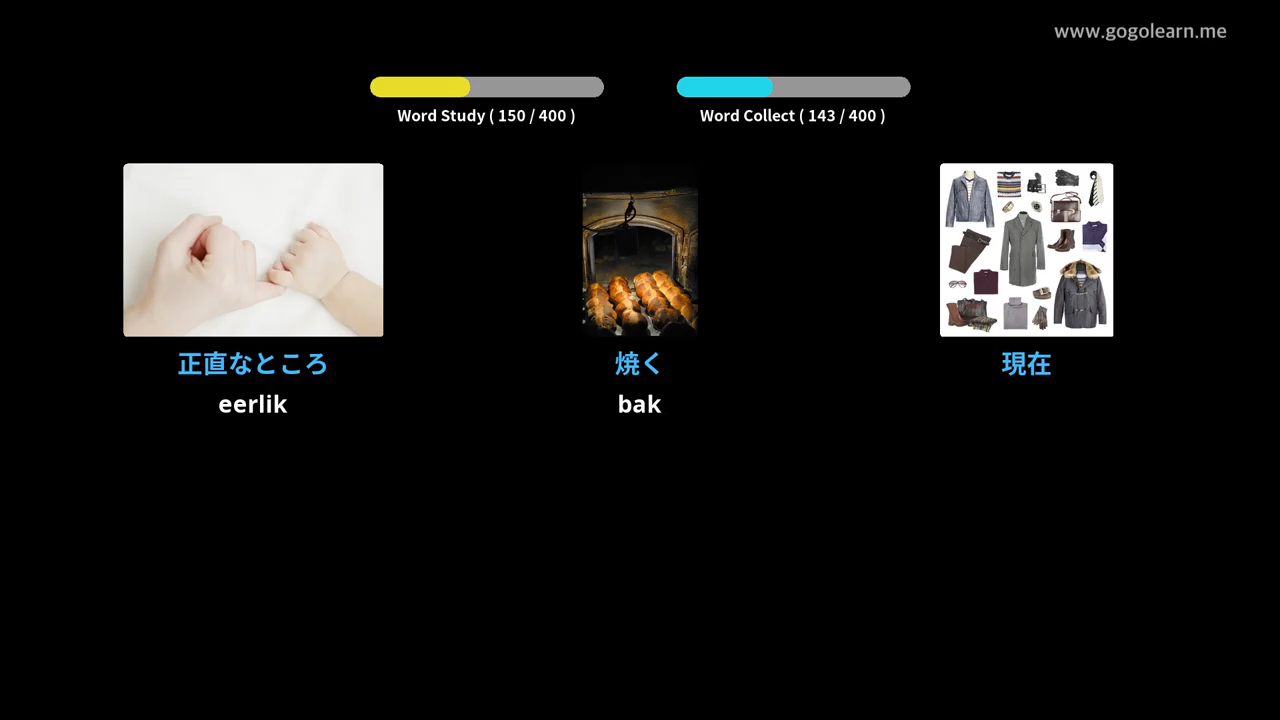 www.gogolearn.me
Word Study ( 150 / 400 )
Word Collect ( 143 / 400 )
正直なところ
焼く
現在
eerlik
bak